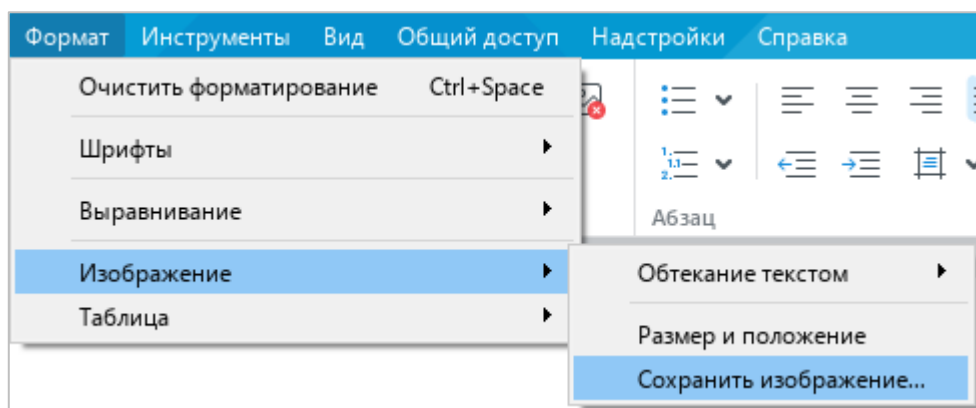 Формат Инструменты Вид Общий доступ Надстройки Справка
Очистить форматирование Ctrl+Space
Шрифты
Выравнивание
Абзац
Изображение
Таблица
Обтекание текстом
Размер и положение
Сохранить изображение...